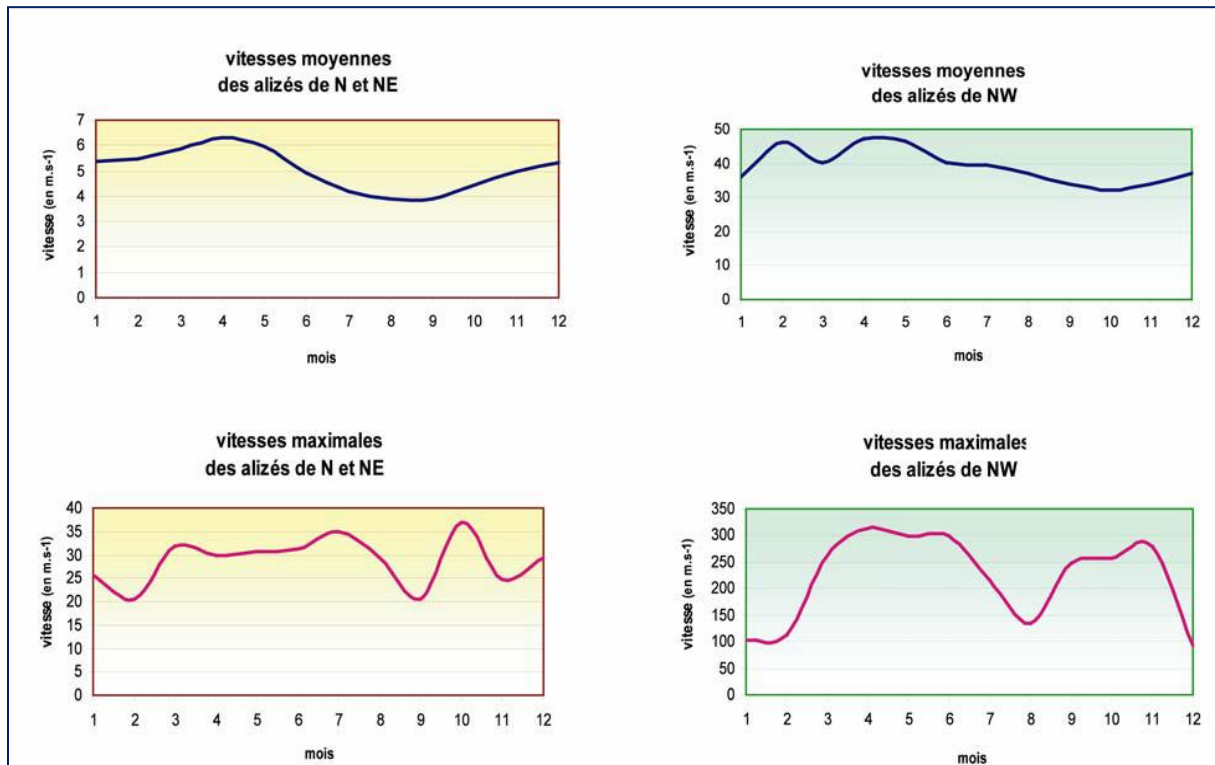 vitesses moyennes
des alizés de N et NE
vitesse (en m.s-1)
7
6
5
4
3
2
1
0
1 2 3 4 5 6 7 8 9 10 11 12
mois
vitesses moyennes
des alizés de NW
vitesse (en m.s-1)
50
40
30
20
10
0
1 2 3 4 5 6 7 8 9 10 11 12
mois
vitesses maximales
des alizés de N et NE
vitesse (en m.s-1)
40
35
30
25
20
15
10
5
0
1 2 3 4 5 6 7 8 9 10 11 12
mois
vitesses maximales
des alizés de NW
vitesse (en m.s-1)
350
300
250
200
150
100
50
0
1 2 3 4 5 6 7 8 9 10 11 12
mois